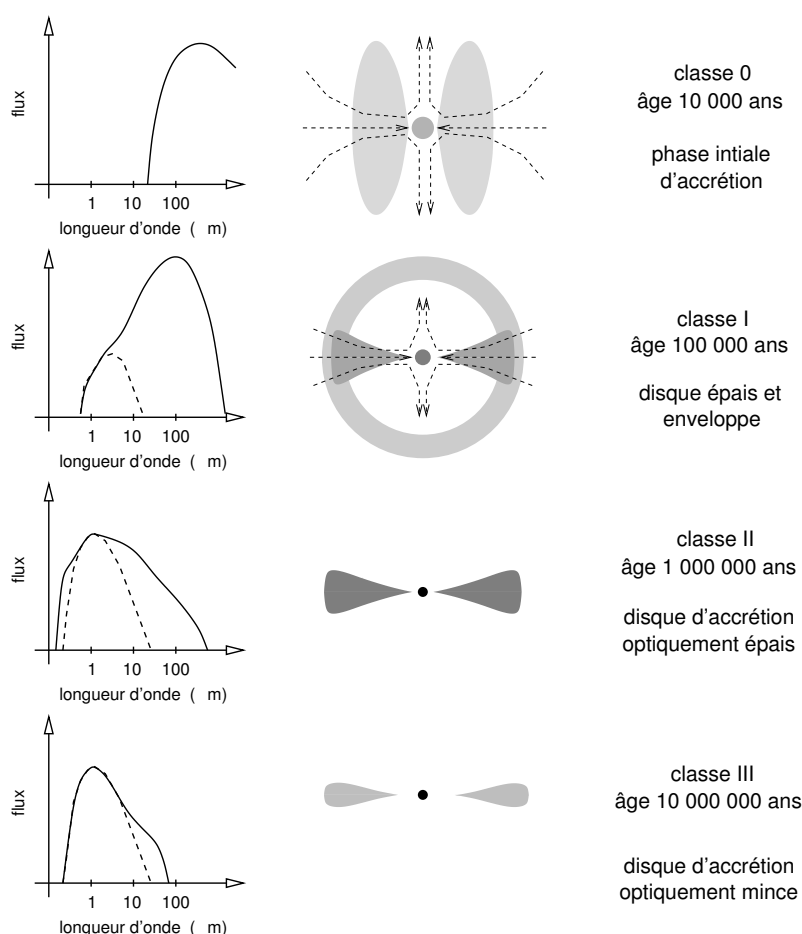 flux
1 10 100
longueur d'onde ( m)
classe 0
âge 10 000 ans
phase intiale
d'accrétion
flux
1 10 100
longueur d'onde ( m)
classe I
âge 100 000 ans
disque épais et
enveloppe
flux
1 10 100
longueur d'onde ( m)
classe II
âge 1 000 000 ans
disque d'accrétion
optiquement épais
flux
1 10 100
longueur d'onde ( m)
classe III
âge 10 000 000 ans
disque d'accrétion
optiquement mince